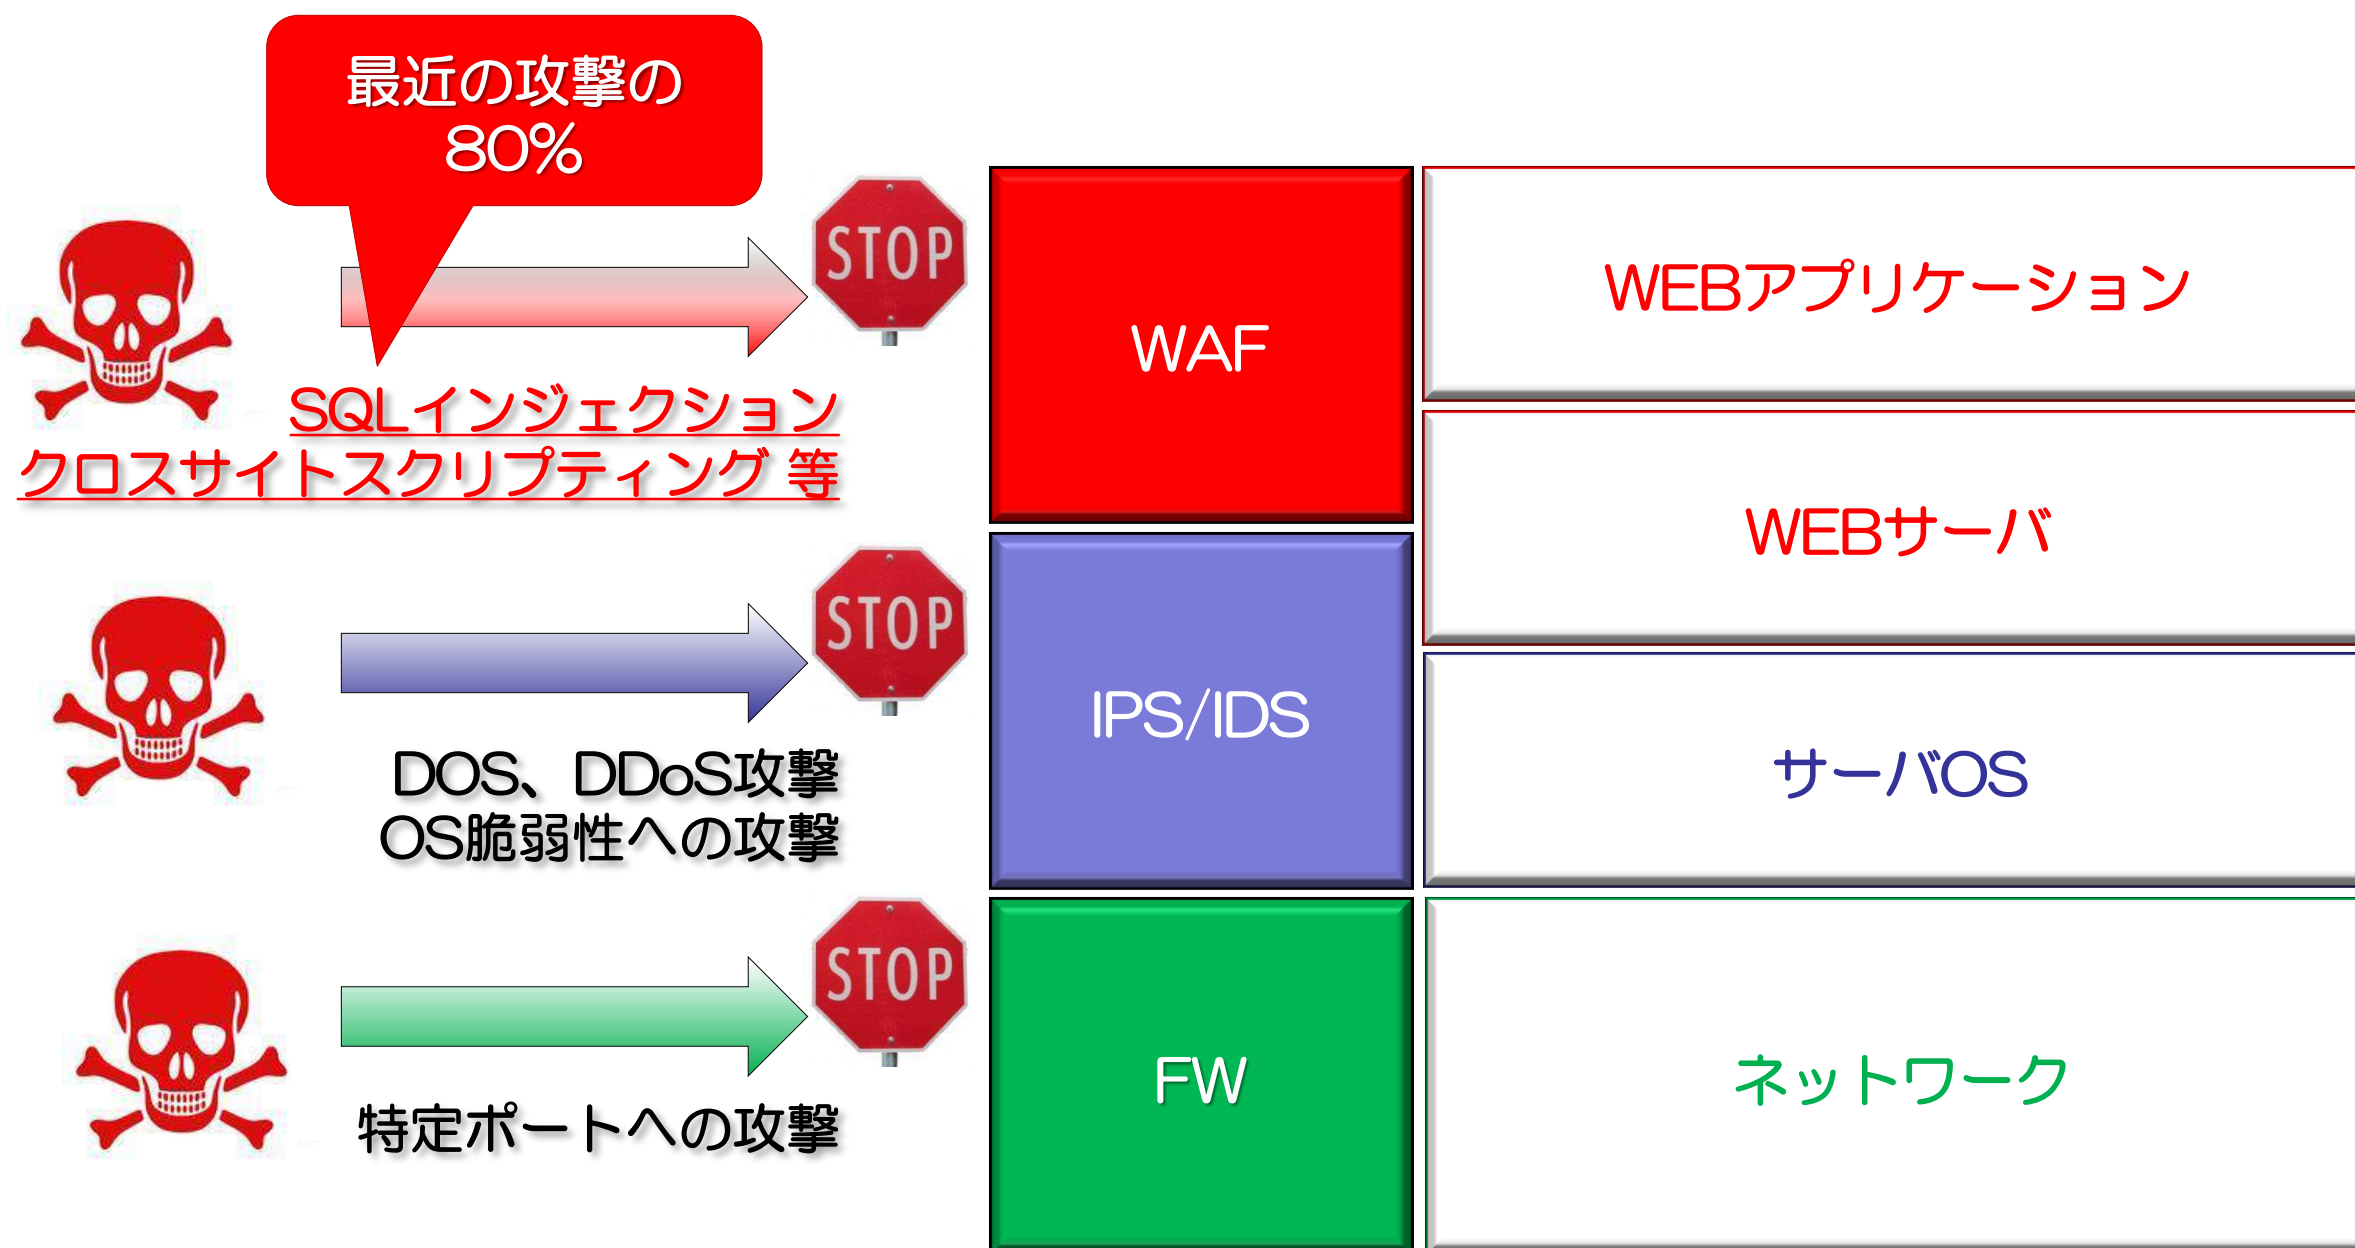 最近の攻撃の
80%
STOP
WEBアプリケーション
WAF
SQLインジェクション
クロスサイトスクリプティング 等
WEBサーバ
STOP
IPS/IDS
サーバOS
DOS、DDoS攻撃
OS脆弱性への攻撃
STOP
FW
ネットワーク
特定ポートへの攻撃